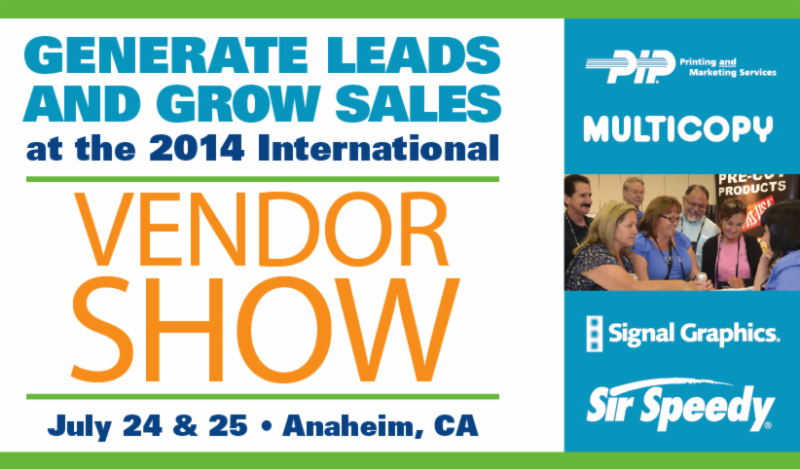 GENERATE LEADS
AND GROW SALES
at the 2014 International
VENDOR
SHOW
July 24 & 25 • Anaheim, CA
PIP Printing and
Marketing Services
MULTICOPY
PRE-CUT
PRODUCTS
Signal Graphics.
Sir Speedy®